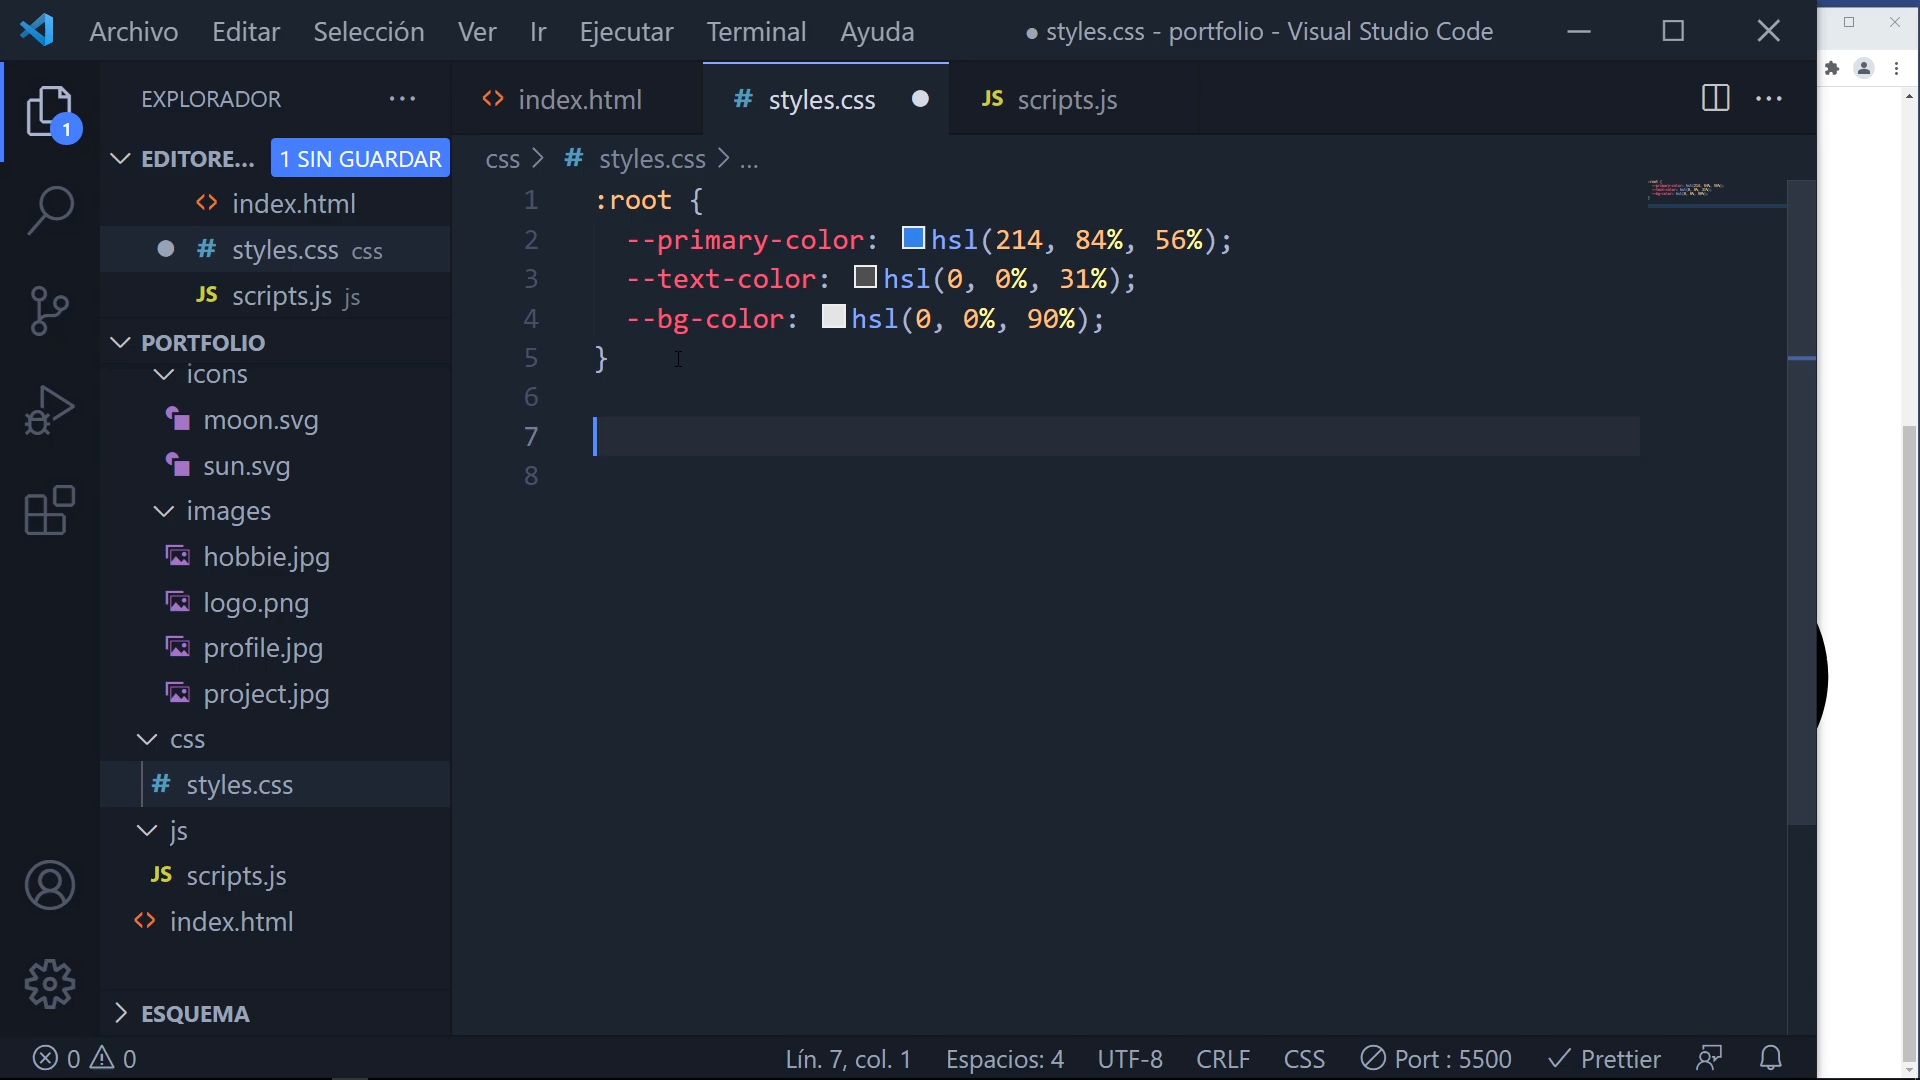 Archivo Editar Selección Ver Ir Ejecutar Terminal Ayuda ● styles.css - portfolio - Visual Studio Code
EXPLORADOR
EDITORE... 1 SIN GUARDAR
index.html
styles.css css
scripts.js js
PORTFOLIO
icons
moon.svg
sun.svg
images
hobbie.jpg
logo.png
profile.jpg
project.jpg
css
styles.css
js
scripts.js
index.html
ESQUEMA
1
index.html # styles.css JS scripts.js
css > # styles.css > ...
1 :root {
2 --primary-color: hsl(214, 84%, 56%);
3 --text-color: hsl(0, 0%, 31%);
4 --bg-color: hsl(0, 0%, 90%);
5 }
6
7
8
0 0 Lín. 7, col. 1 Espacios: 4 UTF-8 CRLF CSS Port : 5500 Prettier